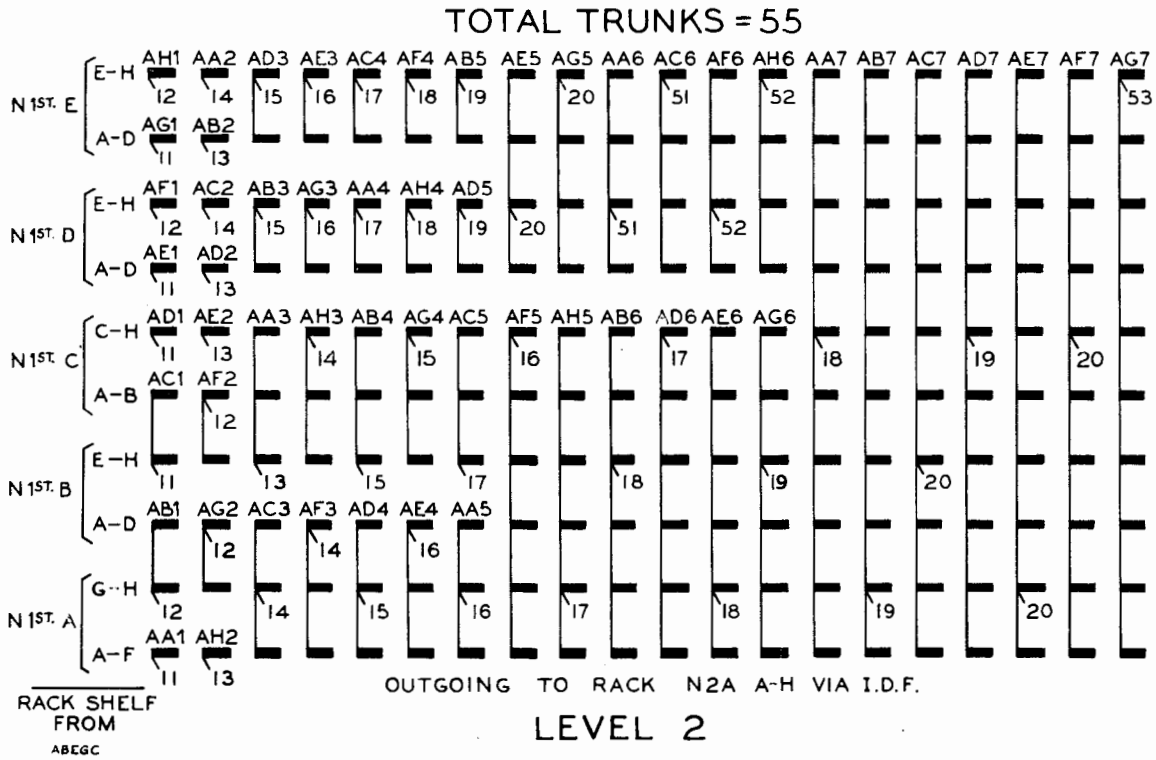 TOTAL TRUNKS = 55
AH1 AA2 AD3 AE3 AC4 AF4 AB5 AE5 AG5 AA6 AC6 AF6 AH6 AA7 AB7 AC7 AD7 AE7 AF7 AG7
E-H
12 14 15 16 17 18 19 20 51 52 53
N 1ST. E
AG1 AB2
A-D
11 13
AF1 AC2 AB3 AG3 AA4 AH4 AD5
E-H
12 14 15 16 17 18 19 20 51 52
N 1ST. D
AE1 AD2
A-D
11 13
AD1 AE2 AA3 AH3 AB4 AG4 AC5 AF5 AH5 AB6 AD6 AE6 AG6
C-H
11 13 14 15 16 17 18 19 20
N 1ST. C
AC1 AF2
A-B
12
E-H
11 13 15 17 18 19 20
N 1ST. B
AB1 AG2 AC3 AF3 AD4 AE4 AA5
A-D
12 14 16
G-H
12 14 15 16 17 18 19 20
N 1ST. A
AA1 AH2
A-F
11 13
OUTGOING TO RACK N2A A-H VIA I.D.F.
RACK SHELF
FROM
LEVEL 2
ABEGC